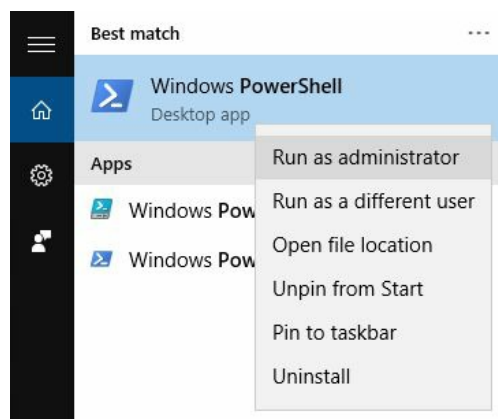 Best match
...
Windows PowerShell
Desktop app
Apps
Run as administrator
Run as a different user
Windows Pow
Open file location
Windows Pow
Unpin from Start
Pin to taskbar
Uninstall